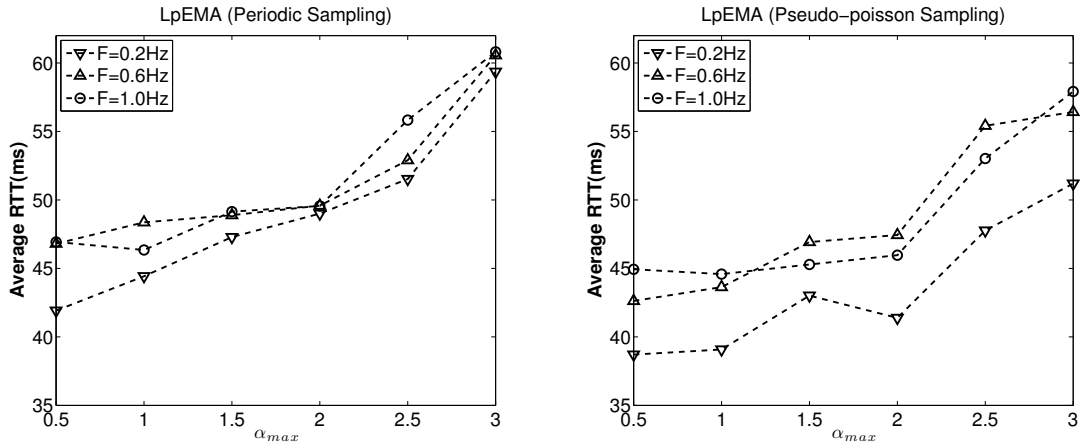 LpEMA (Periodic Sampling)
F=0.2Hz
F=0.6Hz
F=1.0Hz
60
55
50
45
40
35
Average RTT(ms)
0.5 1 1.5 2 2.5 3
αmax
LpEMA (Pseudo−poisson Sampling)
F=0.2Hz
F=0.6Hz
F=1.0Hz
60
55
50
45
40
35
Average RTT(ms)
0.5 1 1.5 2 2.5 3
αmax